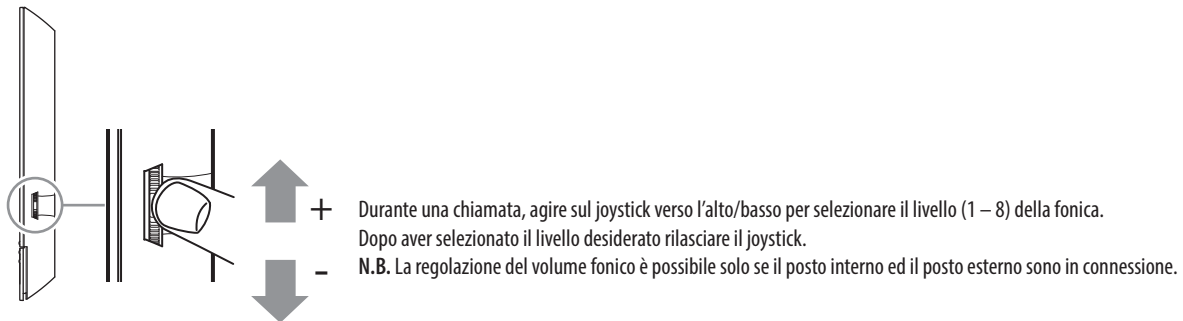 +
Durante una chiamata, agire sul joystick verso l'alto/basso per selezionare il livello (1 – 8) della fonica.
Dopo aver selezionato il livello desiderato rilasciare il joystick.
-
N.B. La regolazione del volume fonico è possibile solo se il posto interno ed il posto esterno sono in connessione.